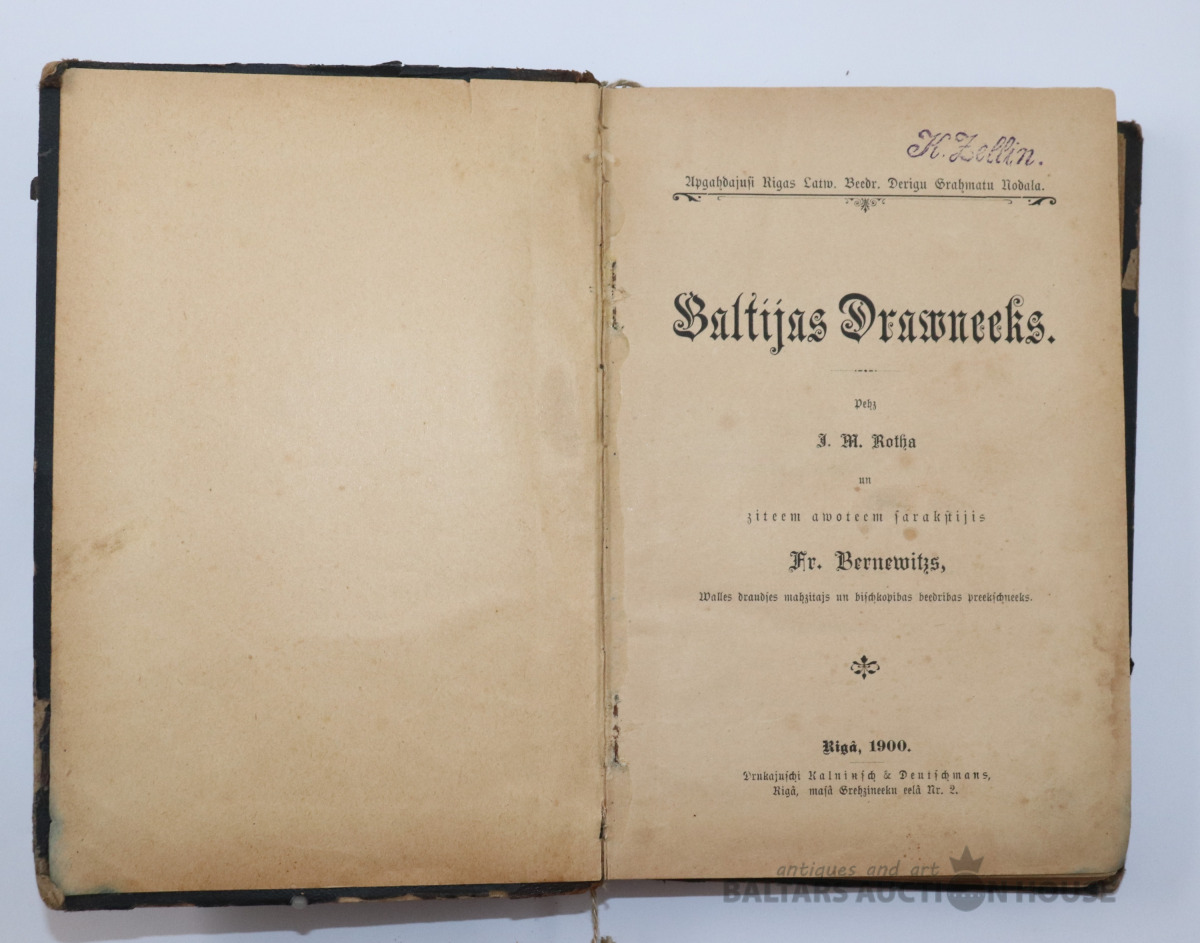 K. Zellin.
Apgahdajusi Rigas Latw. Beedr. Derigu Grahmatu Nodala.
Baltijas Drawneeks.
Pehz
J. M. Rotha
un
ziteem awoteem sarakstijis
Fr. Bernewitzs,
Walles draudses mahzitajs un bischkopibas beedribas preekschneeks.
Rigâ, 1900.
Drukajuschi Kalninsch & Deutschmans,
Rigâ, masâ Grehzineeku eelâ Nr. 2.
antiques and art
BALTARS AUCTION HOUSE